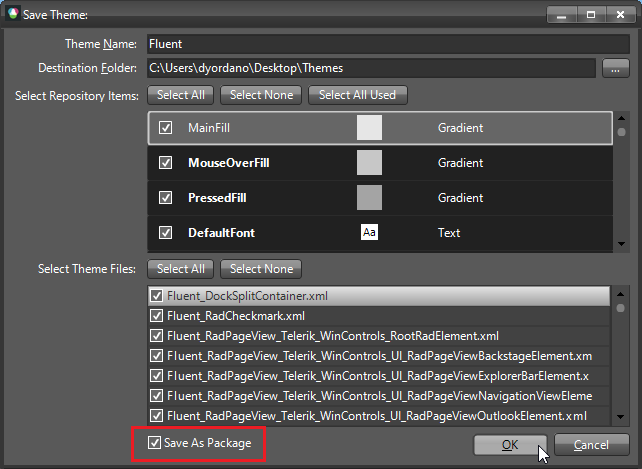 Save Theme:
Theme Name: Fluent
Destination Folder: C:\Users\dyordano\Desktop\Themes ...
Select Repository Items: Select All Select None Select All Used
MainFill Gradient
MouseOverFill Gradient
PressedFill Gradient
DefaultFont Aa Text
Select Theme Files: Select All Select None
Fluent_DockSplitContainer.xml
Fluent_RadCheckmark.xml
Fluent_RadPageView_Telerik_WinControls_RootRadElement.xml
Fluent_RadPageView_Telerik_WinControls_UI_RadPageViewBackstageElement.xm
Fluent_RadPageView_Telerik_WinControls_UI_RadPageViewExplorerBarElement.x
Fluent_RadPageView_Telerik_WinControls_UI_RadPageViewNavigationViewEleme
Fluent_RadPageView_Telerik_WinControls_UI_RadPageViewOutlookElement.xml
Save As Package OK Cancel